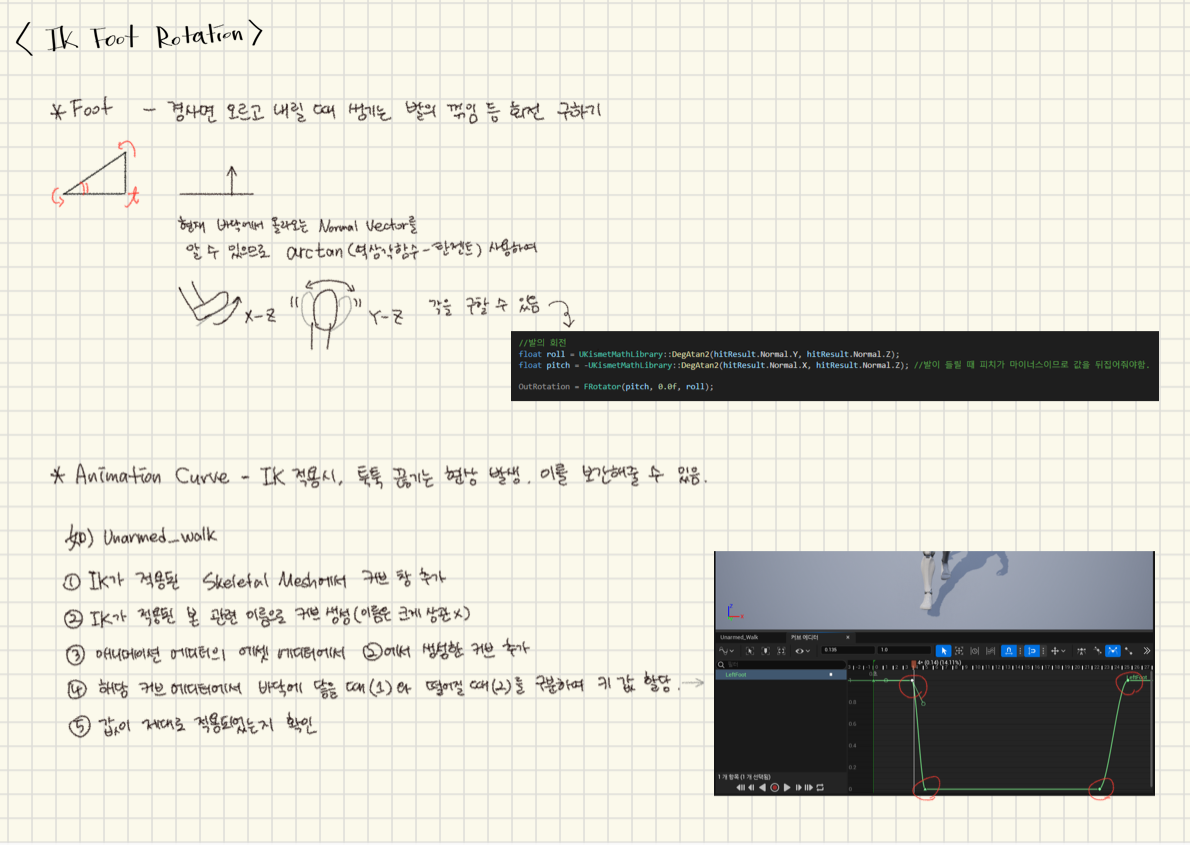 < IK Foot Rotation >
* Foot - 경사면 오르고 내릴 때 생기는 발의 꺾임 등 회전 구하기
t
현재 바닥에서 올라오는 Normal Vector를
알 수 있으므로 arctan(역삼각함수-탄젠트) 사용하여
X-Z
Y-Z
각을 구할 수 있음
//발의 회전
float roll = UKismetMathLibrary::DegAtan2(hitResult.Normal.Y, hitResult.Normal.Z);
float pitch = -UKismetMathLibrary::DegAtan2(hitResult.Normal.X, hitResult.Normal.Z); //발이 들릴 때 피치가 마이너스이므로 값을 뒤집어줘야함.
OutRotation = FRotator(pitch, 0.0f, roll);
* Animation Curve - IK 적용시, 툭툭 끊기는 현상 발생. 이를 보간해줄 수 있음.
Unarmed_walk
① IK가 적용된 Skeletal Mesh에서 커브 창 추가
② IK가 적용된 본 관련 이름으로 커브 생성(이름은 크게 상관X)
③ 애니메이션 에디터의 에셋 에디터에서 ②에서 생성한 커브 추가
④ 해당 커브 에디터에서 바닥에 닿을 때(1)와 떨어질 때(2)를 구분하여 키 값 할당. →
⑤ 값이 제대로 적용되었는지 확인
Unarmed_Walk
커브 에디터
0.135
1.0
4+ (0.14) (14.11%)
LeftFoot
LeftFoot
0.8
0.6
0.4
0.2
0
1 개 항목 (1 개 선택됨)